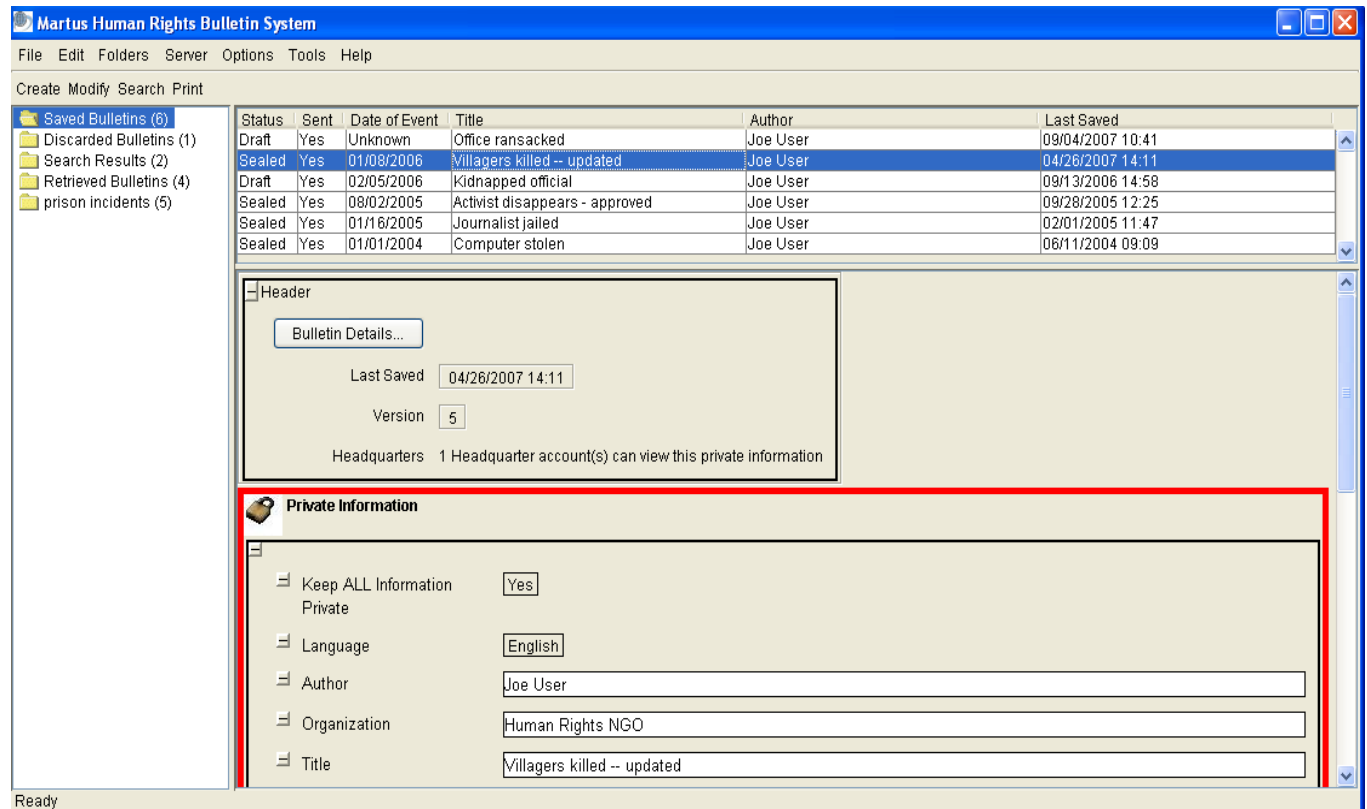 Martus Human Rights Bulletin System
File Edit Folders Server Options Tools Help
Create Modify Search Print
Saved Bulletins (6)
Discarded Bulletins (1)
Search Results (2)
Retrieved Bulletins (4)
prison incidents (5)
Status Sent Date of Event Title Author Last Saved
Draft Yes Unknown Office ransacked Joe User 09/04/2007 10:41
Sealed Yes 01/08/2006 Villagers killed -- updated Joe User 04/26/2007 14:11
Draft Yes 02/05/2006 Kidnapped official Joe User 09/13/2006 14:58
Sealed Yes 08/02/2005 Activist disappears - approved Joe User 09/28/2005 12:25
Sealed Yes 01/16/2005 Journalist jailed Joe User 02/01/2005 11:47
Sealed Yes 01/01/2004 Computer stolen Joe User 06/11/2004 09:09
Header
Bulletin Details...
Last Saved 04/26/2007 14:11
Version 5
Headquarters 1 Headquarter account(s) can view this private information
Private Information
Keep ALL Information Yes
Private
Language English
Author Joe User
Organization Human Rights NGO
Title Villagers killed -- updated
Ready